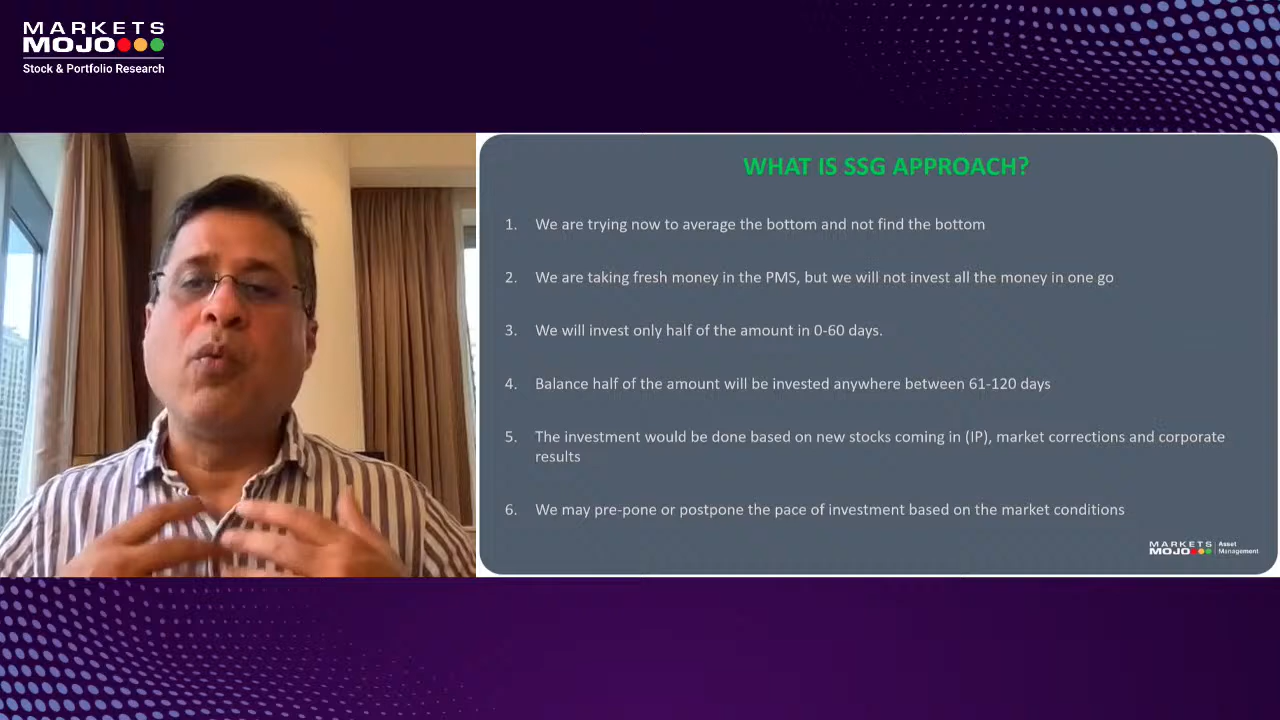 MARKETS
MOJO
Stock & Portfolio Research
WHAT IS SSG APPROACH?
1. We are trying now to average the bottom and not find the bottom
2. We are taking fresh money in the PMS, but we will not invest all the money in one go
3. We will invest only half of the amount in 0-60 days.
4. Balance half of the amount will be invested anywhere between 61-120 days
5. The investment would be done based on new stocks coming in (IP), market corrections and corporate
results
6. We may pre-pone or postpone the pace of investment based on the market conditions
MARKETS
MOJO
Asset
Management